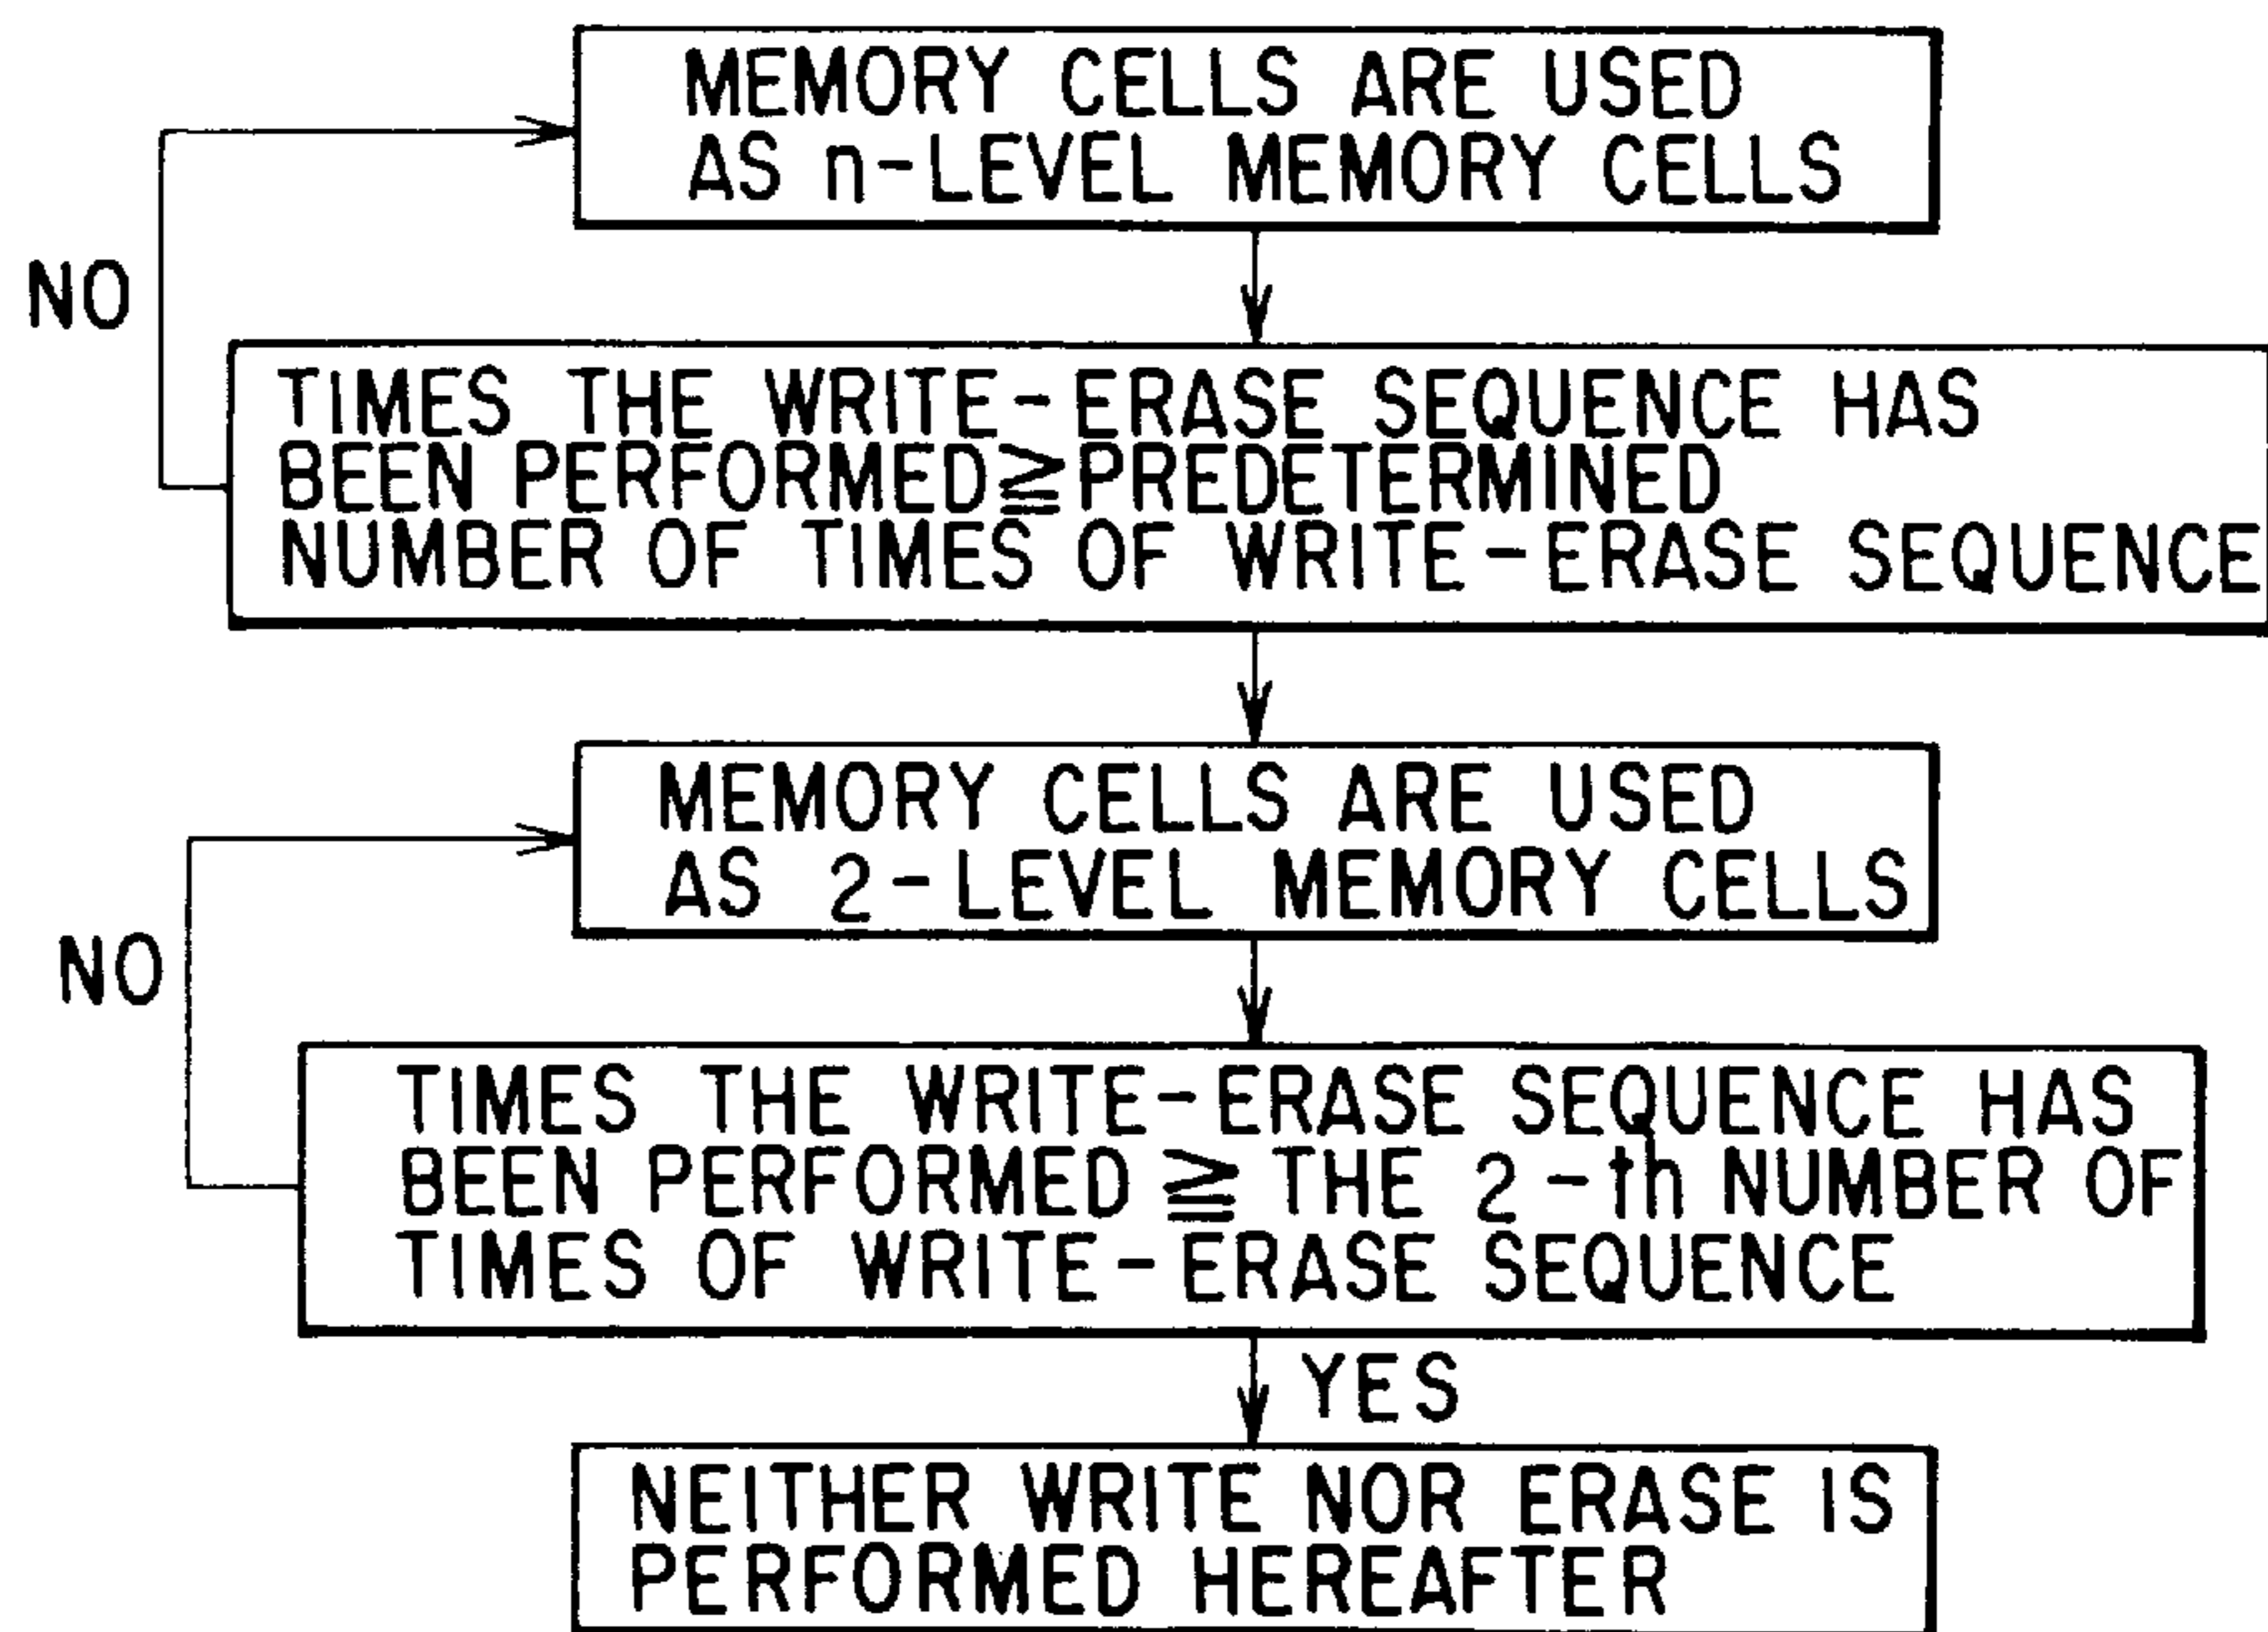 MEMORY CELLS ARE USED
AS n-LEVEL MEMORY CELLS
NO
TIMES THE WRITE-ERASE SEQUENCE HAS
BEEN PERFORMED≧PREDETERMINED
NUMBER OF TIMES OF WRITE-ERASE SEQUENCE
MEMORY CELLS ARE USED
AS 2-LEVEL MEMORY CELLS
NO
TIMES THE WRITE-ERASE SEQUENCE HAS
BEEN PERFORMED ≧ THE 2-th NUMBER OF
TIMES OF WRITE-ERASE SEQUENCE
YES
NEITHER WRITE NOR ERASE IS
PERFORMED HEREAFTER